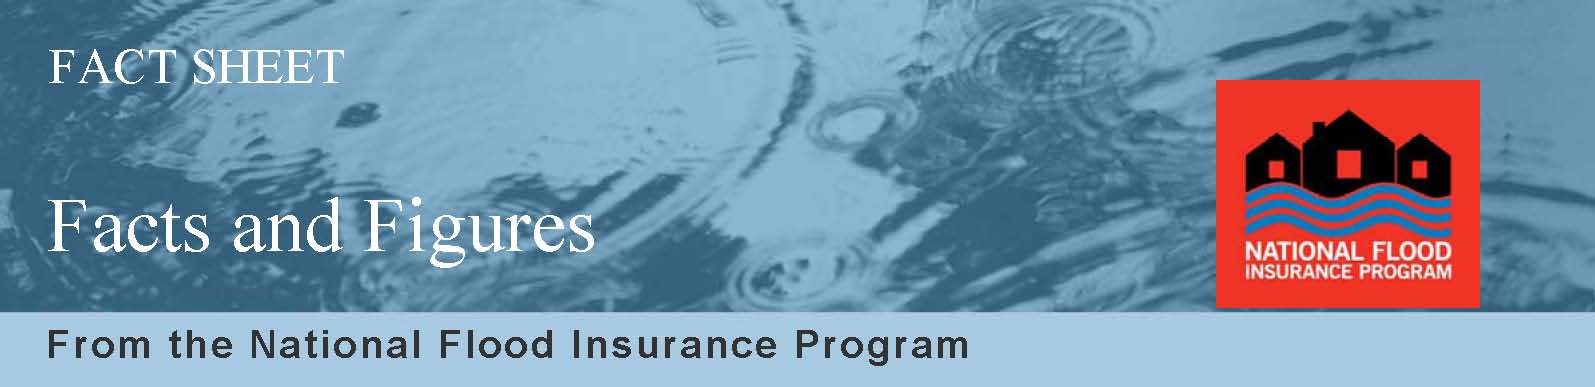 FACT SHEET
Facts and Figures
NATIONAL FLOOD
INSURANCE PROGRAM
From the National Flood Insurance Program